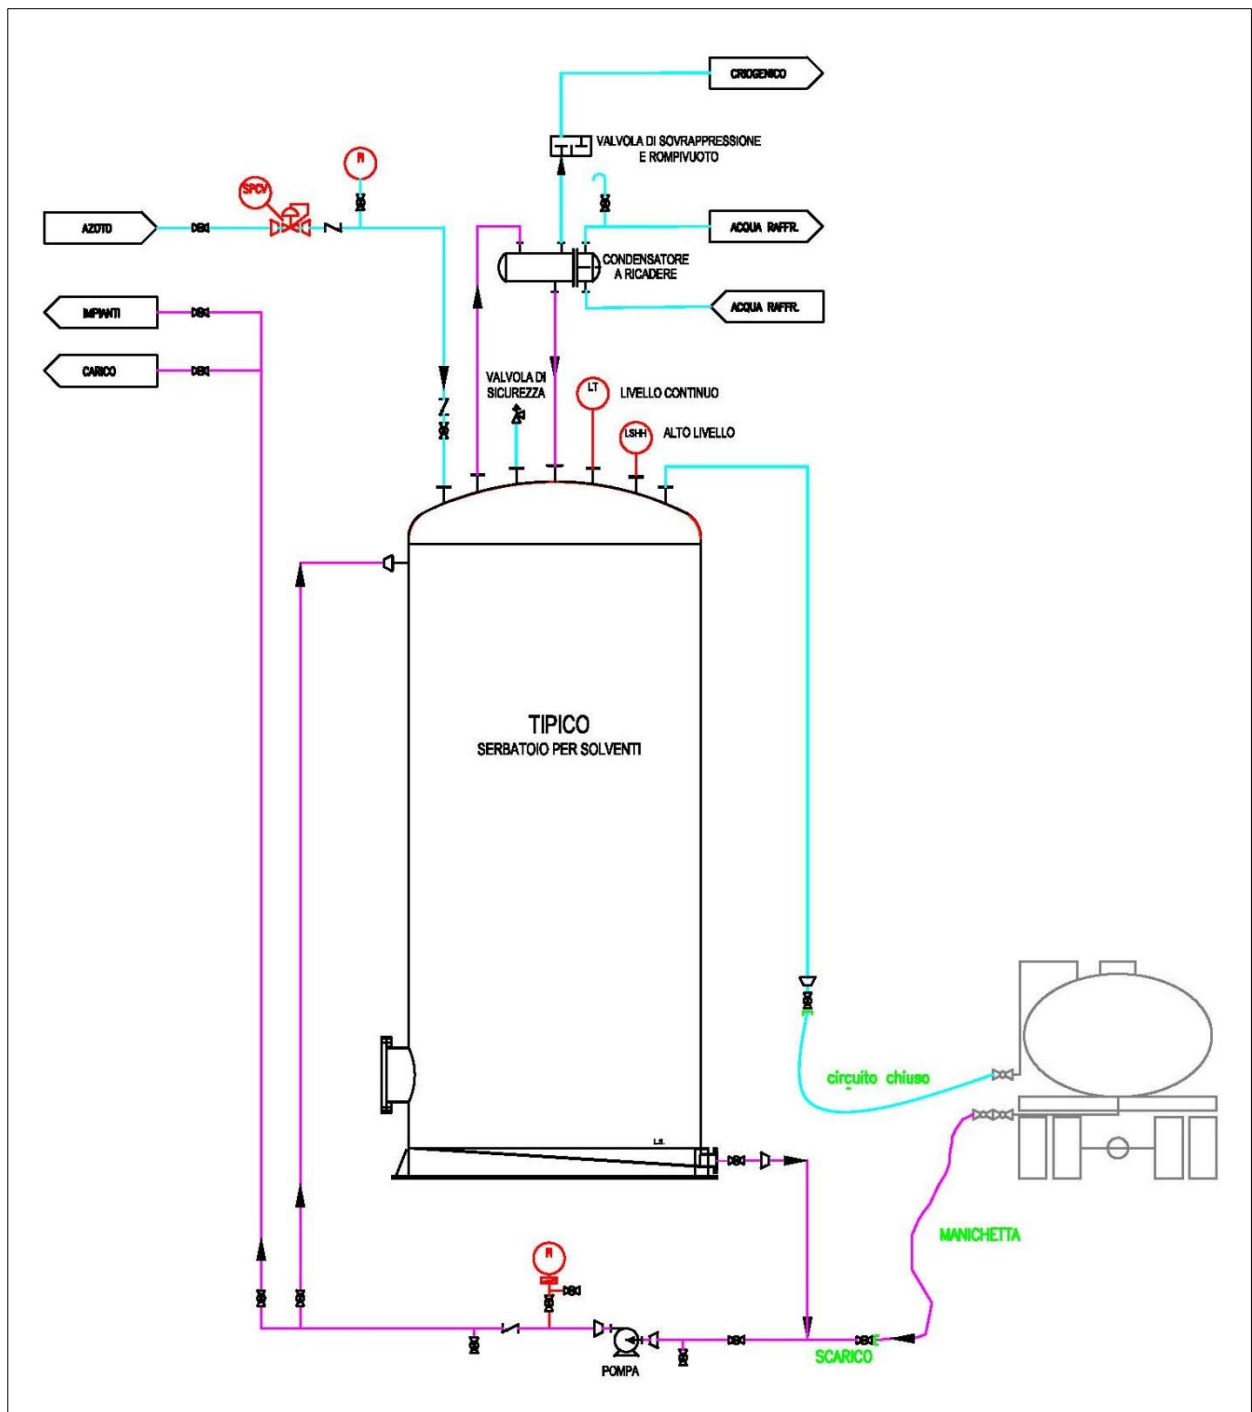 CRIOGENICO
VALVOLA DI SOVRAPPRESSIONE
E ROMPIVUOTO
PI
SPCV
AZOTO
ACQUA RAFFR.
CONDENSATORE
A RICADERE
IMPIANTI
ACQUA RAFFR.
CARICO
VALVOLA DI
SICUREZZA
LT
LIVELLO CONTINUO
LSHH
ALTO LIVELLO
TIPICO
SERBATOIO PER SOLVENTI
circuito chiuso
L.S.
MANICHETTA
PI
SCARICO
POMPA